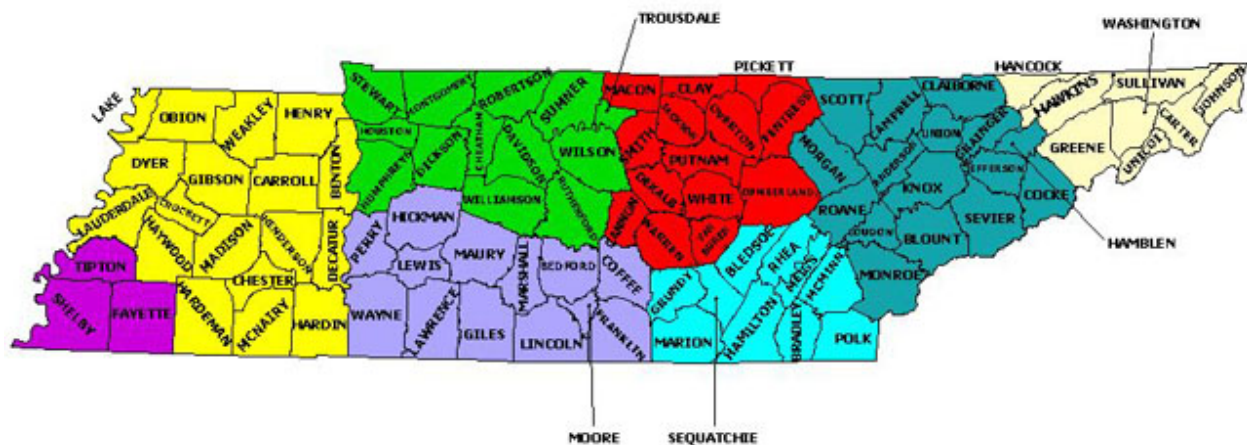 TROUSDALE
WASHINGTON
PICKETT
HANCOCK
LAKE
OBION
WEAKLEY
HENRY
STEWART
MONTGOMERY
ROBERTSON
SUMNER
MACON
CLAY
JACKSON
OVERTON
FENTRESS
SCOTT
CAMPBELL
CLAIBORNE
HAWKINS
SULLIVAN
JOHNSON
CARTER
DYER
GIBSON
CARROLL
BENTON
HOUSTON
HUMPHREYS
DICKSON
CHEATHAM
DAVIDSON
WILSON
SMITH
PUTNAM
MORGAN
ANDERSON
UNION
GRAINGER
GREENE
UNICOI
LAUDERDALE
CROCKETT
HAYWOOD
MADISON
HENDERSON
DECATUR
PERRY
HICKMAN
WILLIAMSON
RUTHERFORD
CANNON
DEKALB
WHITE
CUMBERLAND
ROANE
KNOX
JEFFERSON
COCKE
SEVIER
HAMBLEN
TIPTON
CHESTER
LEWIS
MAURY
MARSHALL
BEDFORD
COFFEE
WARREN
VAN
BUREN
BLEDSOE
RHEA
MEIGS
MCMINN
LOUDON
BLOUNT
MONROE
SHELBY
FAYETTE
HARDEMAN
MCNAIRY
HARDIN
WAYNE
LAWRENCE
GILES
LINCOLN
FRANKLIN
GRUNDY
MARION
HAMILTON
BRADLEY
POLK
MOORE
SEQUATCHIE